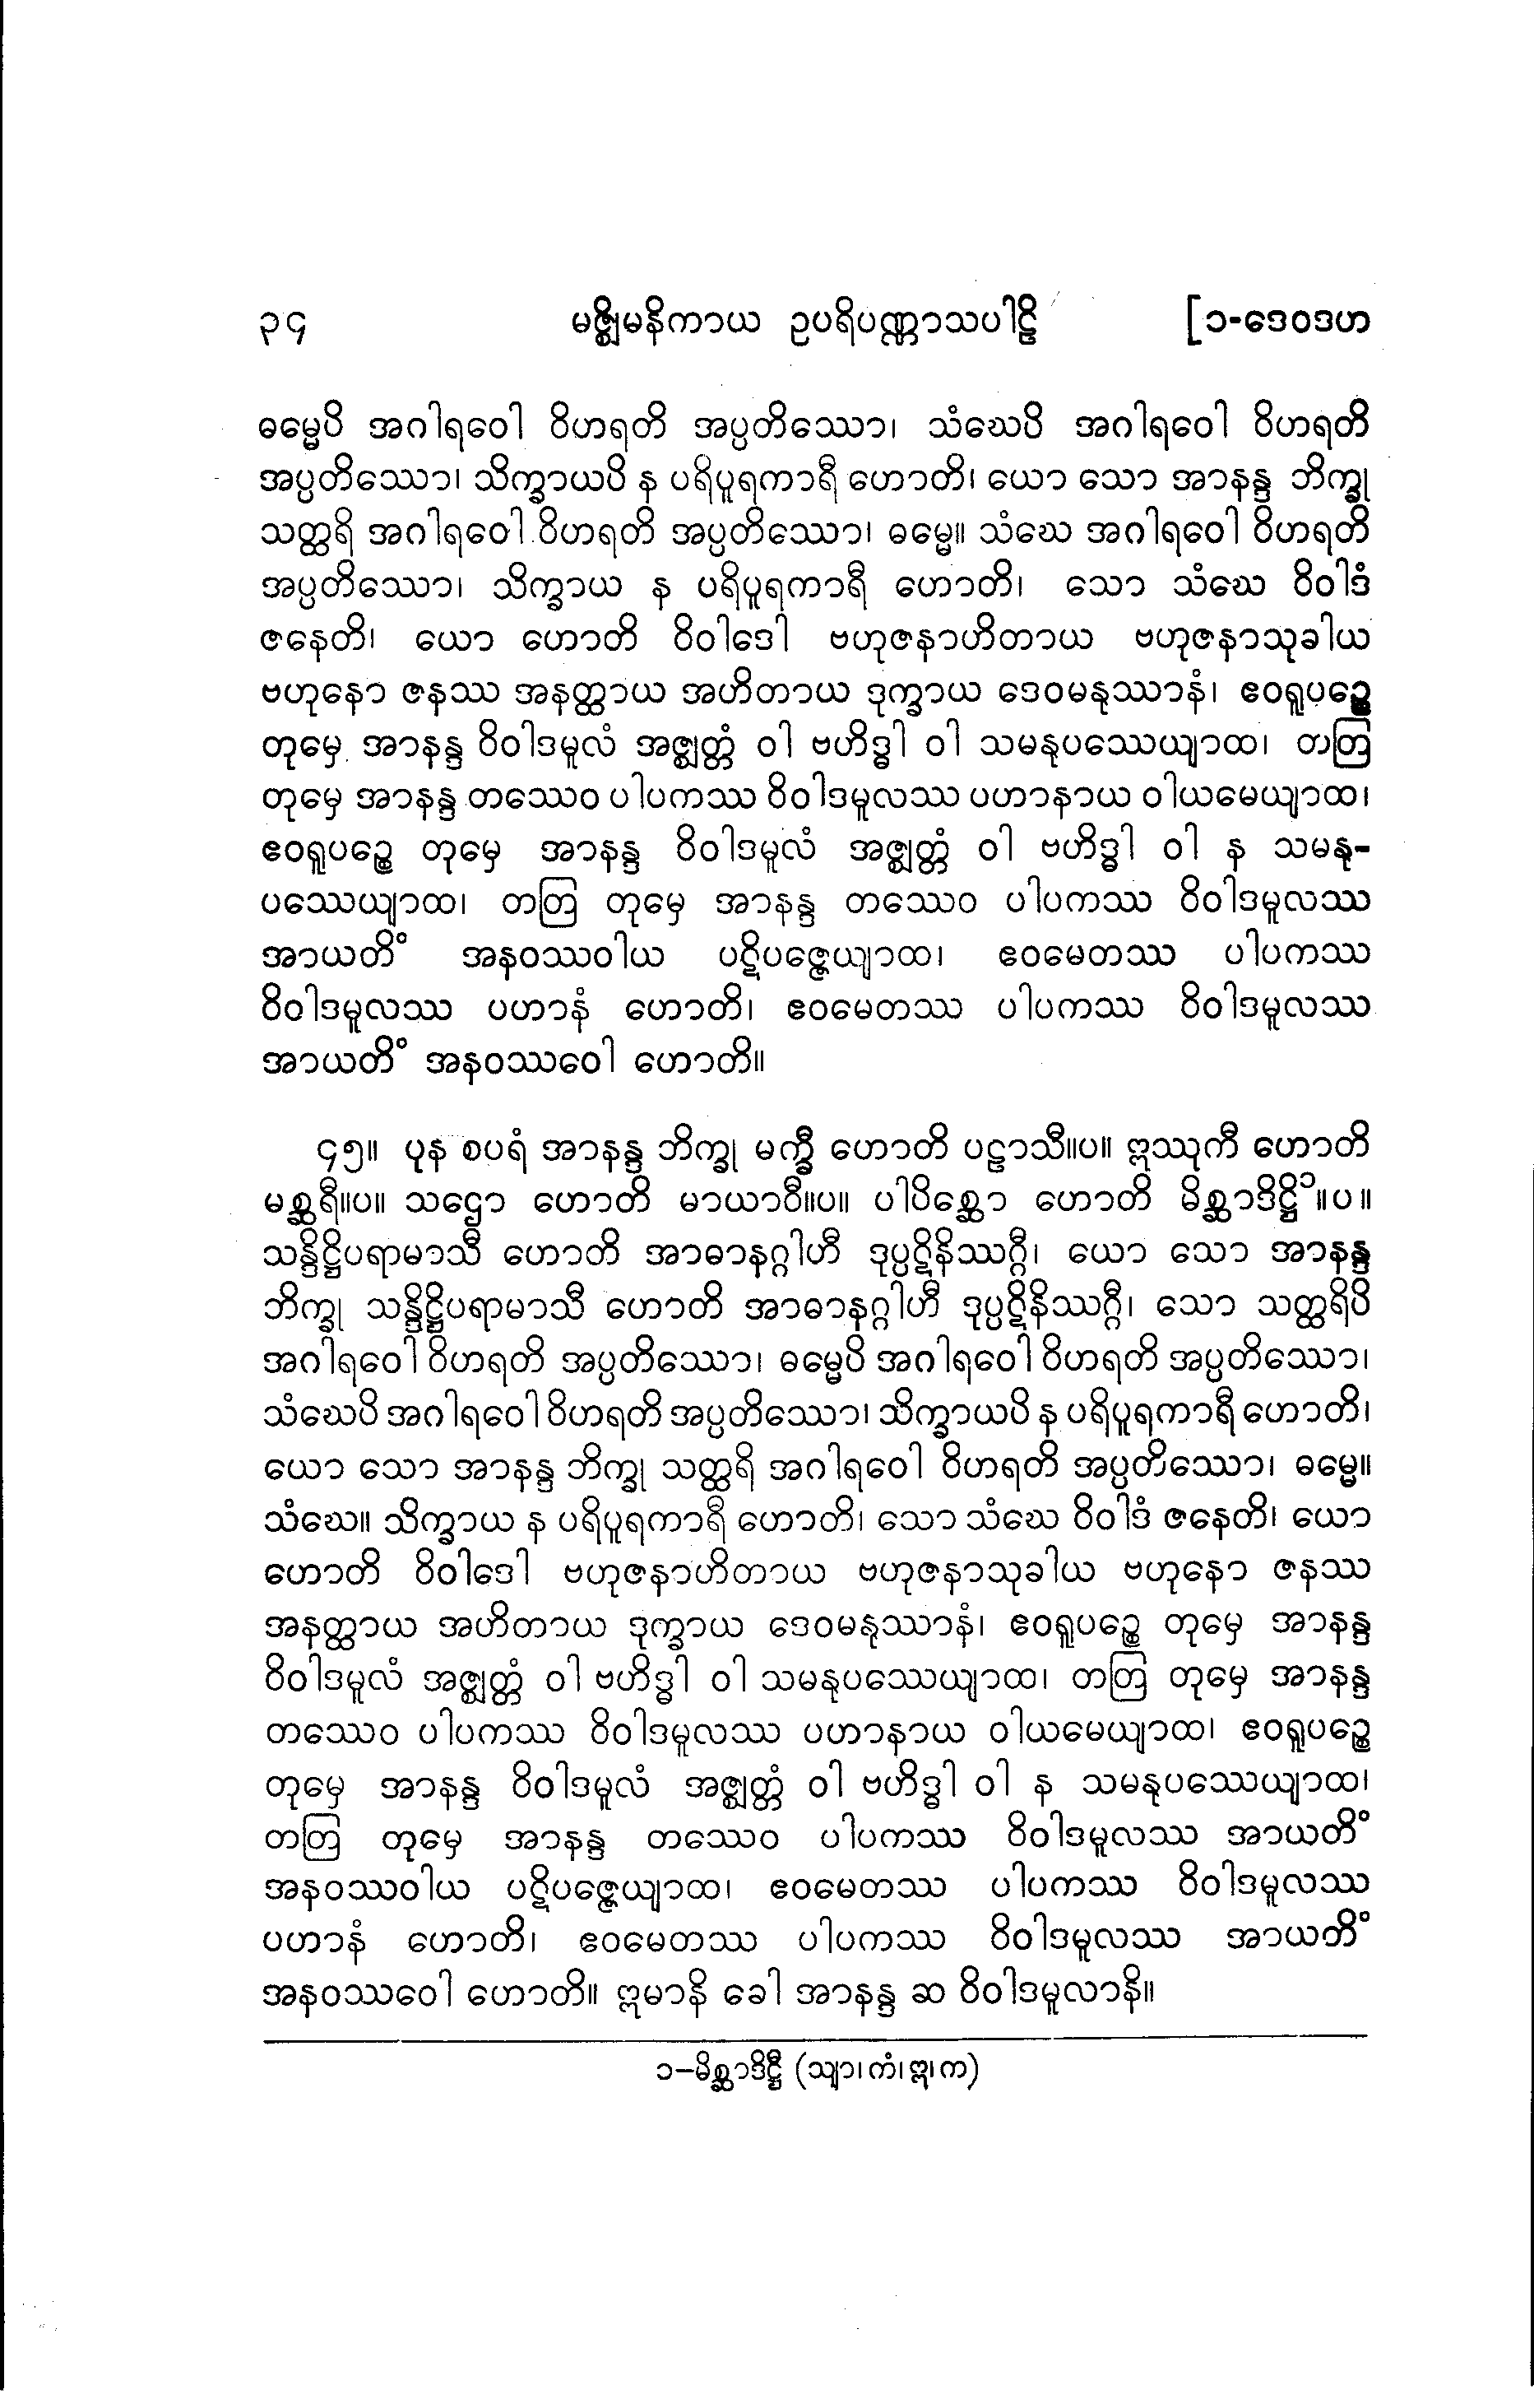 ၃၄ မဇ္ဈိမနိကာယ ဥပရိပဏ္ဏာသပါဠိ [၁-ဒေဝဒဟ
ဓမ္မေပိ အဂါရဝေါ ဝိဟရတိ အပ္ပတိဿော၊ သံဃေပိ အဂါရဝေါ ဝိဟရတိ
အပ္ပတိဿော၊ သိက္ခာယပိ န ပရိပူရကာရီ ဟောတိ၊ ယော သော အာနန္ဒ ဘိက္ခု
သတ္ထရိ အဂါရဝေါ ဝိဟရတိ အပ္ပတိဿော၊ ဓမ္မေ။ သံဃေ အဂါရဝေါ ဝိဟရတိ
အပ္ပတိဿော၊ သိက္ခာယ န ပရိပူရကာရီ ဟောတိ၊ သော သံဃေ ဝိဝါဒံ
ဇနေတိ၊ ယော ဟောတိ ဝိဝါဒေါ ဗဟုဇနာဟိတာယ ဗဟုဇနာသုခါယ
ဗဟုနော ဇနဿ အနတ္ထာယ အဟိတာယ ဒုက္ခာယ ဒေဝမနုဿာနံ၊ ဧဝရူပဉ္စေ
တုမှေ အာနန္ဒ ဝိဝါဒမူလံ အဇ္ဈတ္တံ ဝါ ဗဟိဒ္ဓါ ဝါ သမနုပဿေယျာထ၊ တတြ
တုမှေ အာနန္ဒ တဿေဝ ပါပကဿ ဝိဝါဒမူလဿ ပဟာနာယ ဝါယမေယျာထ၊
ဧဝရူပဉ္စေ တုမှေ အာနန္ဒ ဝိဝါဒမူလံ အဇ္ဈတ္တံ ဝါ ဗဟိဒ္ဓါ ဝါ န သမနု-
ပဿေယျာထ၊ တတြ တုမှေ အာနန္ဒ တဿေဝ ပါပကဿ ဝိဝါဒမူလဿ
အာယတိံ အနဝဿဝါယ ပဋိပဇ္ဇေယျာထ၊ ဧဝမေတဿ ပါပကဿ
ဝိဝါဒမူလဿ ပဟာနံ ဟောတိ၊ ဧဝမေတဿ ပါပကဿ ဝိဝါဒမူလဿ
အာယတိံ အနဝဿဝေါ ဟောတိ။
၄၅။ ပုန စပရံ အာနန္ဒ ဘိက္ခု မက္ခီ ဟောတိ ပဠာသီ။ပ။ ဣဿုကီ ဟောတိ
မစ္ဆရီ။ပ။ သဌော ဟောတိ မာယာဝီ။ပ။ ပါပိစ္ဆော ဟောတိ မိစ္ဆာဒိဋ္ဌိ၁။ပ။
သန္ဒိဋ္ဌိပရာမာသီ ဟောတိ အာဓာနဂ္ဂါဟီ ဒုပ္ပဋိနိဿဂ္ဂီ၊ ယော သော အာနန္ဒ
ဘိက္ခု သန္ဒိဋ္ဌိပရာမာသီ ဟောတိ အာဓာနဂ္ဂါဟီ ဒုပ္ပဋိနိဿဂ္ဂီ၊ သော သတ္ထရိပိ
အဂါရဝေါ ဝိဟရတိ အပ္ပတိဿော၊ ဓမ္မေပိ အဂါရဝေါ ဝိဟရတိ အပ္ပတိဿော၊
သံဃေပိ အဂါရဝေါ ဝိဟရတိ အပ္ပတိဿော၊ သိက္ခာယပိ န ပရိပူရကာရီ ဟောတိ၊
ယော သော အာနန္ဒ ဘိက္ခု သတ္ထရိ အဂါရဝေါ ဝိဟရတိ အပ္ပတိဿော၊ ဓမ္မေ။
သံဃေ။ သိက္ခာယ န ပရိပူရကာရီ ဟောတိ၊ သော သံဃေ ဝိဝါဒံ ဇနေတိ၊ ယော
ဟောတိ ဝိဝါဒေါ ဗဟုဇနာဟိတာယ ဗဟုဇနာသုခါယ ဗဟုနော ဇနဿ
အနတ္ထာယ အဟိတာယ ဒုက္ခာယ ဒေဝမနုဿာနံ၊ ဧဝရူပဉ္စေ တုမှေ အာနန္ဒ
ဝိဝါဒမူလံ အဇ္ဈတ္တံ ဝါ ဗဟိဒ္ဓါ ဝါ သမနုပဿေယျာထ၊ တတြ တုမှေ အာနန္ဒ
တဿေဝ ပါပကဿ ဝိဝါဒမူလဿ ပဟာနာယ ဝါယမေယျာထ၊ ဧဝရူပဉ္စေ
တုမှေ အာနန္ဒ ဝိဝါဒမူလံ အဇ္ဈတ္တံ ဝါ ဗဟိဒ္ဓါ ဝါ န သမနုပဿေယျာထ၊
တတြ တုမှေ အာနန္ဒ တဿေဝ ပါပကဿ ဝိဝါဒမူလဿ အာယတိံ
အနဝဿဝါယ ပဋိပဇ္ဇေယျာထ၊ ဧဝမေတဿ ပါပကဿ ဝိဝါဒမူလဿ
ပဟာနံ ဟောတိ၊ ဧဝမေတဿ ပါပကဿ ဝိဝါဒမူလဿ အာယတိံ
အနဝဿဝေါ ဟောတိ။ ဣမာနိ ခေါ အာနန္ဒ ဆ ဝိဝါဒမူလာနိ။
၁-မိစ္ဆာဒိဋ္ဌီ (သျာ၊ကံ၊ဣ၊က)